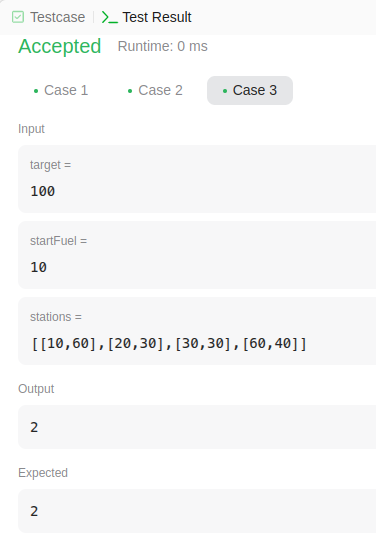 Testcase Test Result
Accepted Runtime: 0 ms
Case 1 Case 2 Case 3
Input
target =
100
startFuel =
10
stations =
[[10,60],[20,30],[30,30],[60,40]]
Output
2
Expected
2